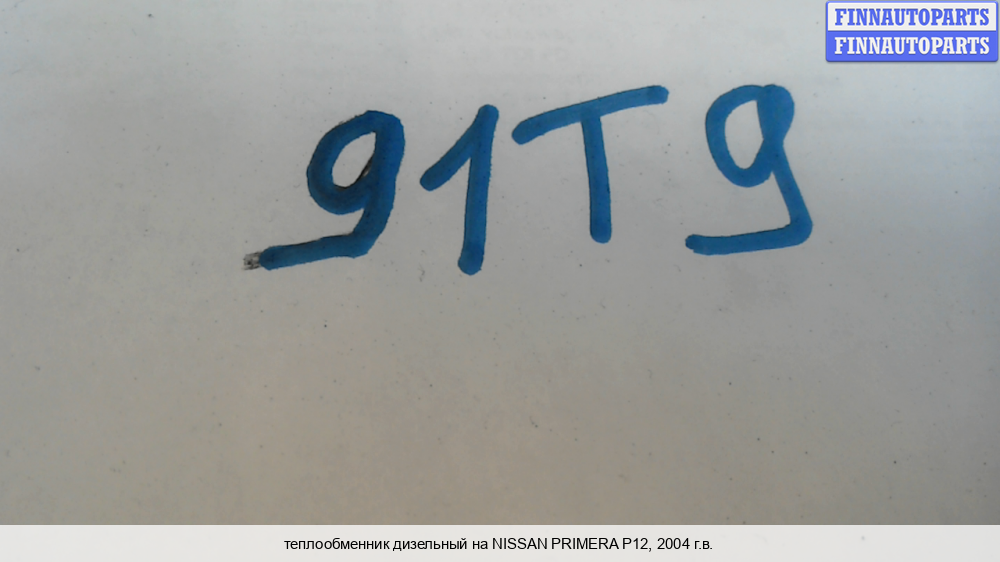 FINNAUTOPARTS
FINNAUTOPARTS
91T9
теплообменник дизельный на NISSAN PRIMERA P12, 2004 г.в.